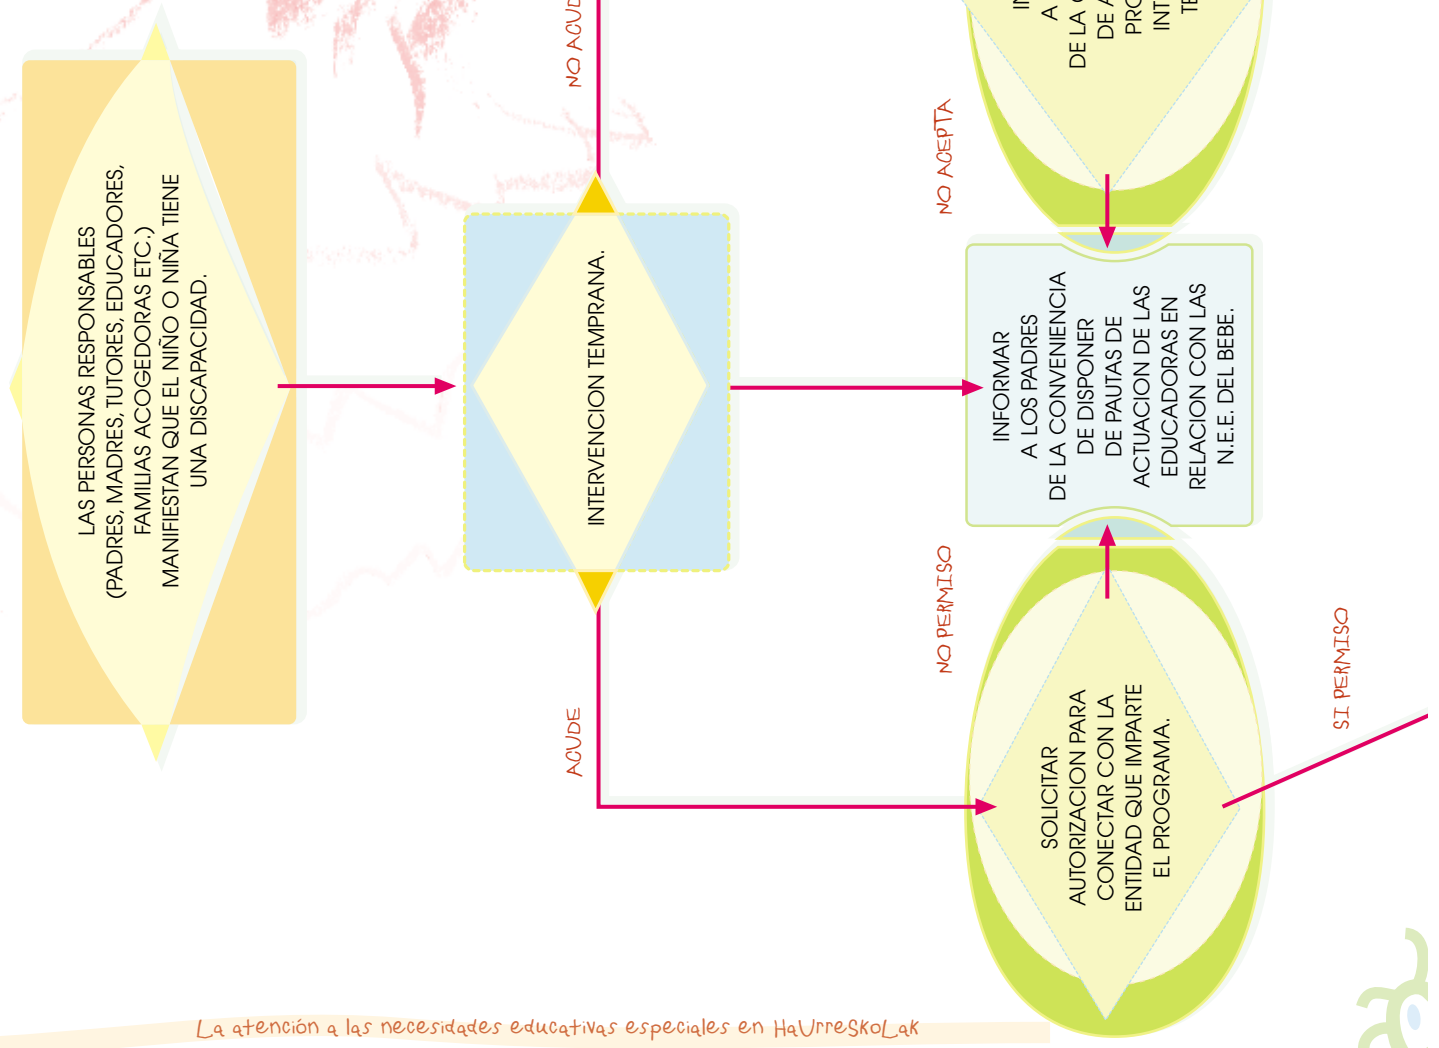 LAS PERSONAS RESPONSABLES
(PADRES, MADRES, TUTORES, EDUCADORES,
FAMILIAS ACOGEDORAS ETC.)
MANIFIESTAN QUE EL NIÑO O NIÑA TIENE
UNA DISCAPACIDAD.
INTERVENCION TEMPRANA.
ACUDE
NO ACUD
NO PERMISO
NO ACEPTA
SOLICITAR
AUTORIZACION PARA
CONECTAR CON LA
ENTIDAD QUE IMPARTE
EL PROGRAMA.
INFORMAR
A LOS PADRES
DE LA CONVENIENCIA
DE DISPONER
DE PAUTAS DE
ACTUACION DE LAS
EDUCADORAS EN
RELACION CON LAS
N.E.E. DEL BEBE.
A
DE LA
DE
SI PERMISO
La atención a las necesidades educativas especiales en HaUrreSkoLak